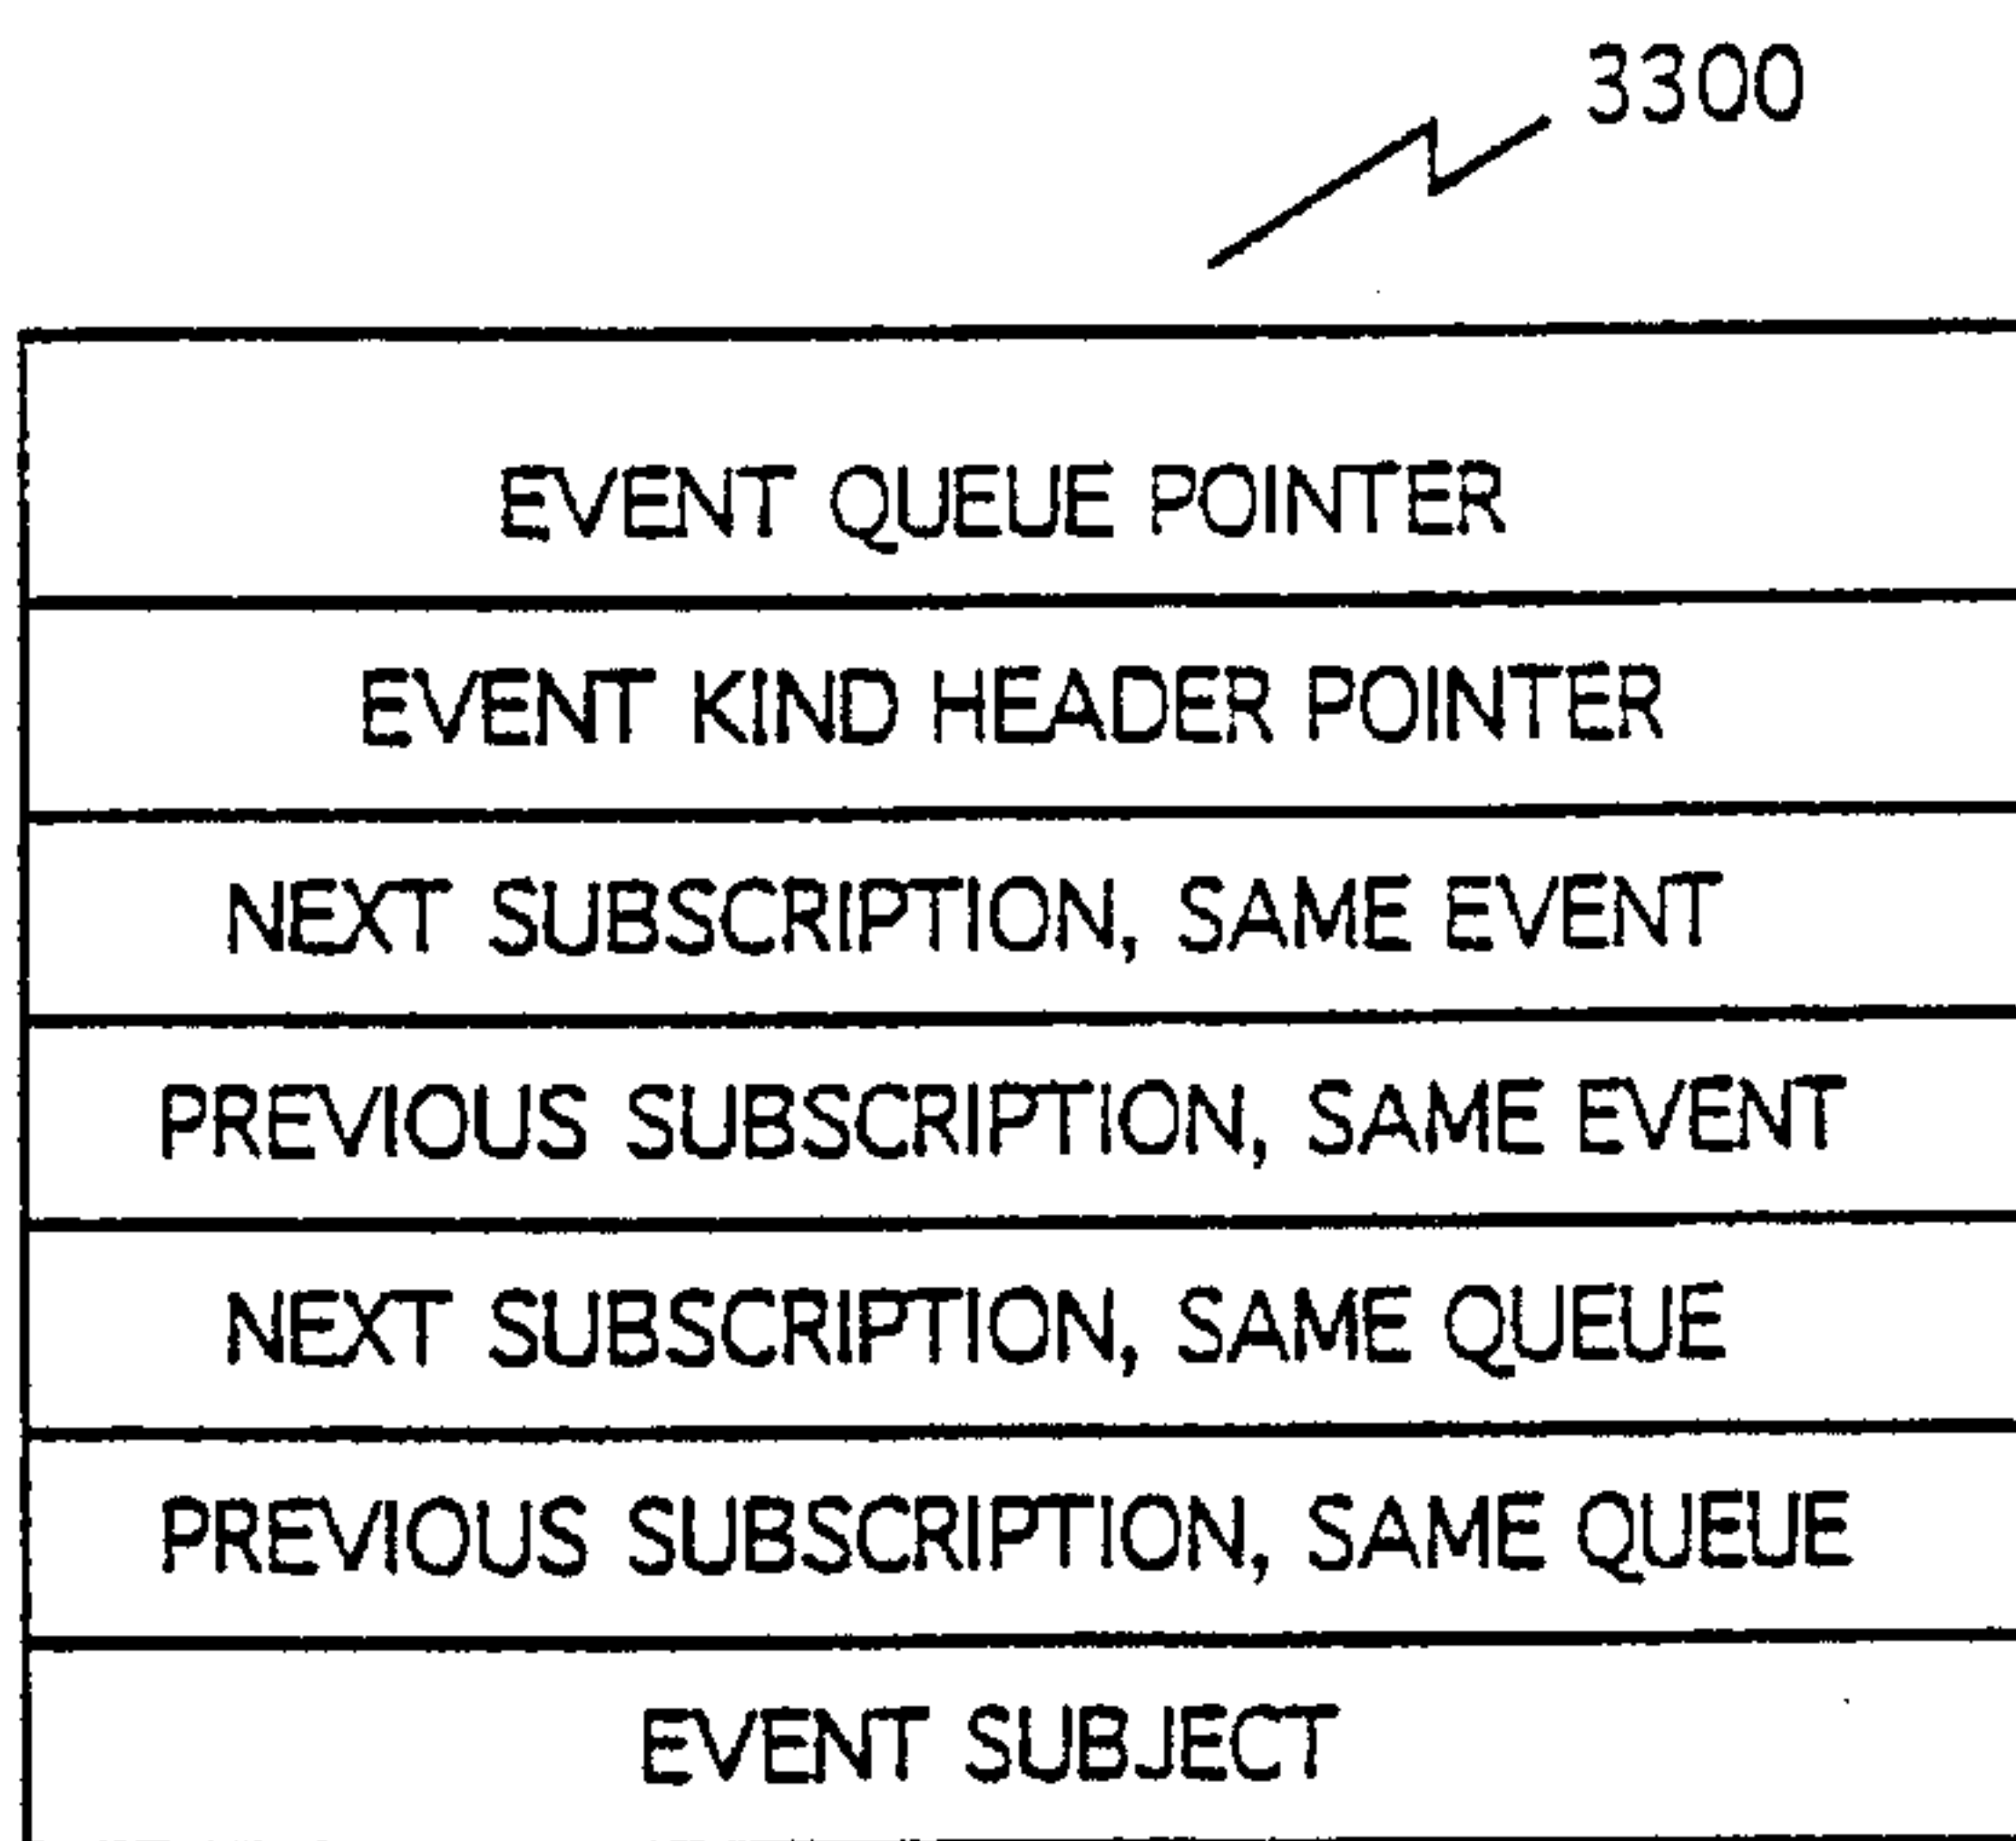 3300
EVENT QUEUE POINTER
EVENT KIND HEADER POINTER
NEXT SUBSCRIPTION, SAME EVENT
PREVIOUS SUBSCRIPTION, SAME EVENT
NEXT SUBSCRIPTION, SAME QUEUE
PREVIOUS SUBSCRIPTION, SAME QUEUE
EVENT SUBJECT